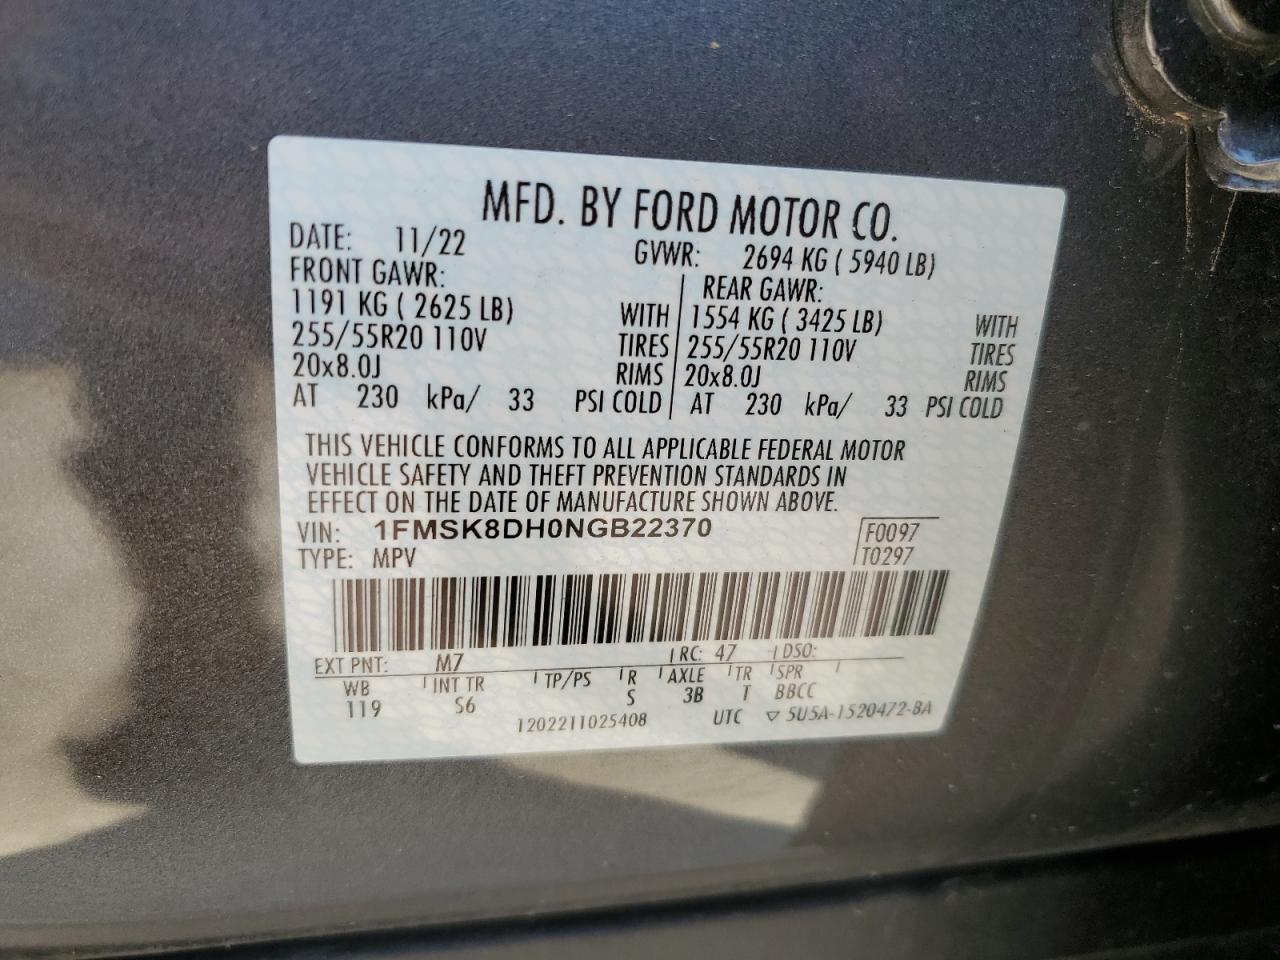 MFD. BY FORD MOTOR CO.
DATE: 11/22 GVWR: 2694 KG ( 5940 LB)
FRONT GAWR: REAR GAWR:
1191 KG ( 2625 LB) WITH 1554 KG ( 3425 LB) WITH
255/55R20 110V TIRES 255/55R20 110V TIRES
20x8.0J RIMS 20x8.0J RIMS
AT 230 kPa/ 33 PSI COLD AT 230 kPa/ 33 PSI COLD
THIS VEHICLE CONFORMS TO ALL APPLICABLE FEDERAL MOTOR
VEHICLE SAFETY AND THEFT PREVENTION STANDARDS IN
EFFECT ON THE DATE OF MANUFACTURE SHOWN ABOVE.
VIN: 1FMSK8DH0NGB22370 F0097
TYPE: MPV T0297
EXT PNT: M7 RC: 47 DSO:
WB INT TR TP/PS R AXLE TR SPR
119 S6 S 3B T BBCC
1202211025408 UTC ▽ 5U5A-1520472-BA